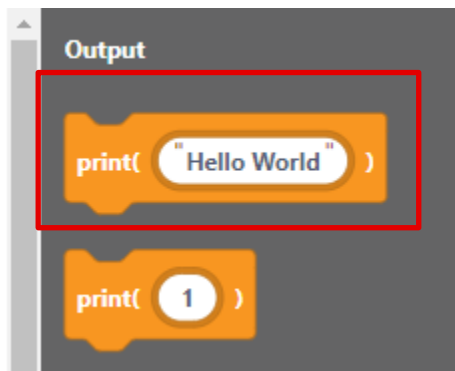 Output
print( "Hello World" )
print( 1 )